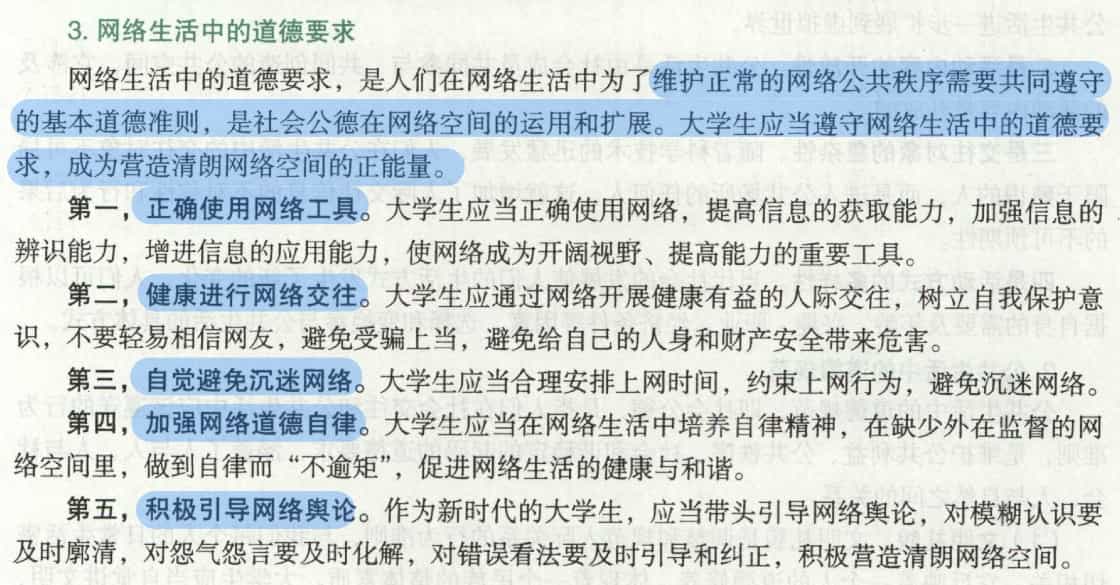 3. 网络生活中的道德要求
网络生活中的道德要求，是人们在网络生活中为了维护正常的网络公共秩序需要共同遵守
的基本道德准则，是社会公德在网络空间的运用和扩展。大学生应当遵守网络生活中的道德要
求，成为营造清朗网络空间的正能量。
第一，正确使用网络工具。大学生应当正确使用网络，提高信息的获取能力，加强信息的
辨识能力，增进信息的应用能力，使网络成为开阔视野、提高能力的重要工具。
第二，健康进行网络交往。大学生应通过网络开展健康有益的人际交往，树立自我保护意
识，不要轻易相信网友，避免受骗上当，避免给自己的人身和财产安全带来危害。
第三，自觉避免沉迷网络。大学生应当合理安排上网时间，约束上网行为，避免沉迷网络。
第四，加强网络道德自律。大学生应当在网络生活中培养自律精神，在缺少外在监督的网
络空间里，做到自律而“不逾矩”，促进网络生活的健康与和谐。
第五，积极引导网络舆论。作为新时代的大学生，应当带头引导网络舆论，对模糊认识要
及时廓清，对怨气怨言要及时化解，对错误看法要及时引导和纠正，积极营造清朗网络空间。